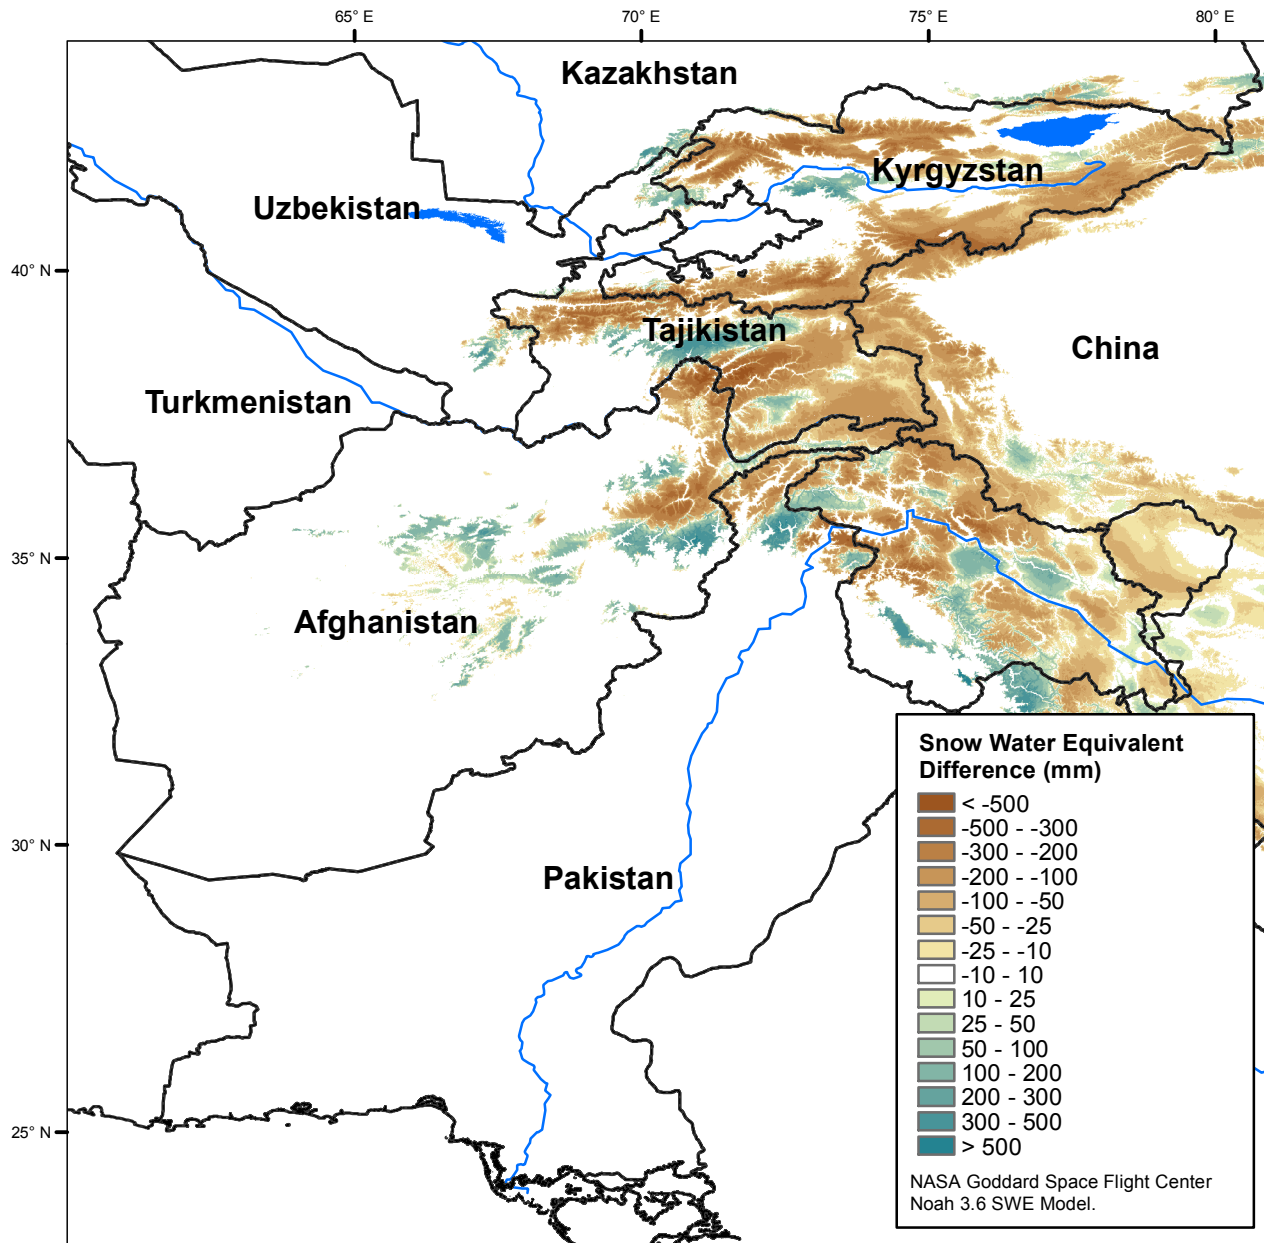 65° E
70° E
75° E
80° E
Kazakhstan
Kyrgyzstan
Uzbekistan
40° N
Tajikistan
China
Turkmenistan
35° N
Afghanistan
Snow Water Equivalent
Difference (mm)
< -500
-500 - -300
-300 - -200
-200 - -100
-100 - -50
-50 - -25
-25 - -10
-10 - 10
10 - 25
25 - 50
50 - 100
100 - 200
200 - 300
300 - 500
> 500
30° N
Pakistan
25° N
NASA Goddard Space Flight Center
Noah 3.6 SWE Model.